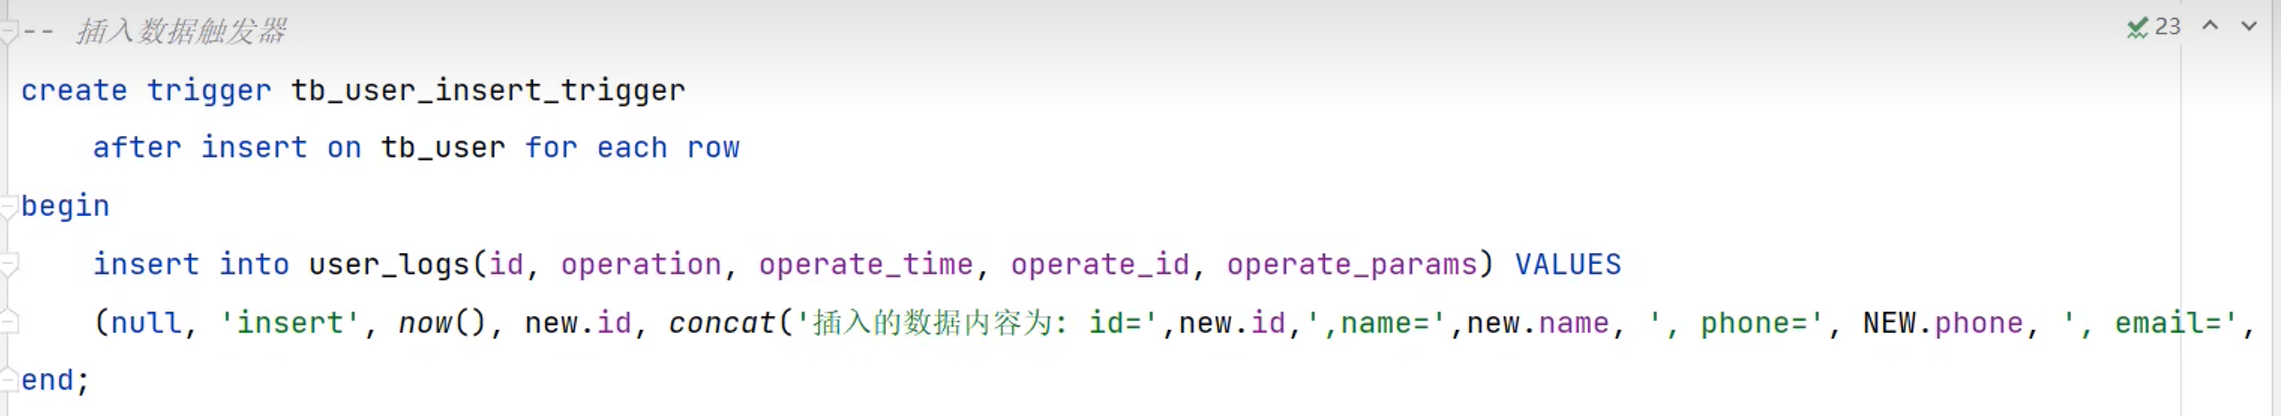 -- 插入数据触发器
23
create trigger tb_user_insert_trigger
after insert on tb_user for each row
begin
insert into user_logs(id, operation, operate_time, operate_id, operate_params) VALUES
(null, 'insert', now(), new.id, concat('插入的数据内容为: id=',new.id,',name=',new.name, ', phone=', NEW.phone, ', email=',
end;